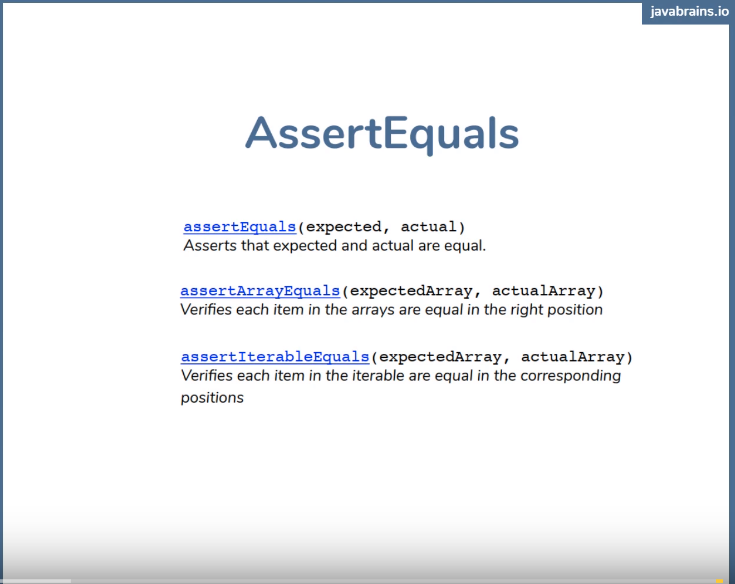 javabrains.io
AssertEquals
assertEquals(expected, actual)
Asserts that expected and actual are equal.
assertArrayEquals(expectedArray, actualArray)
Verifies each item in the arrays are equal in the right position
assertIterableEquals(expectedArray, actualArray)
Verifies each item in the iterable are equal in the corresponding
positions